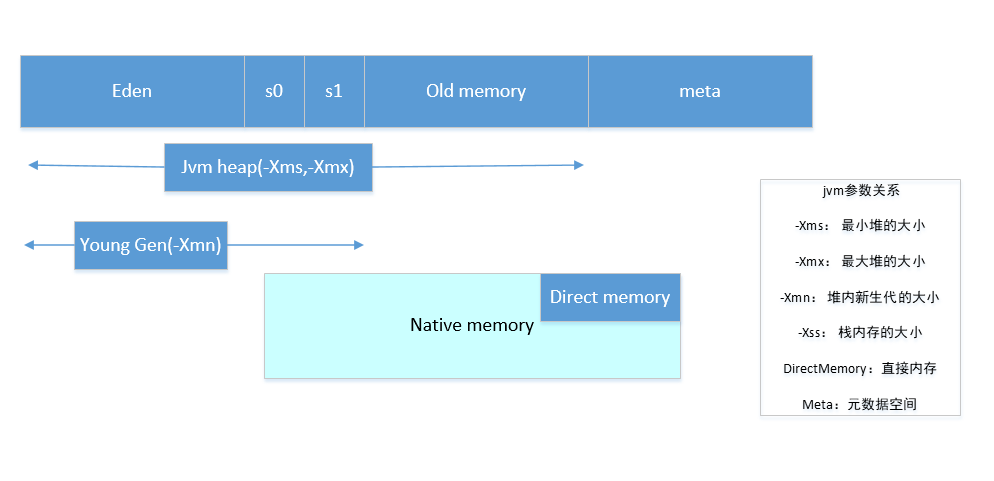 Eden
s0
s1
Old memory
meta
Jvm heap(-Xms,-Xmx)
Young Gen(-Xmn)
Direct memory
Native memory
jvm参数关系
-Xms： 最小堆的大小
-Xmx： 最大堆的大小
-Xmn：堆内新生代的大小
-Xss： 栈内存的大小
DirectMemory：直接内存
Meta：元数据空间